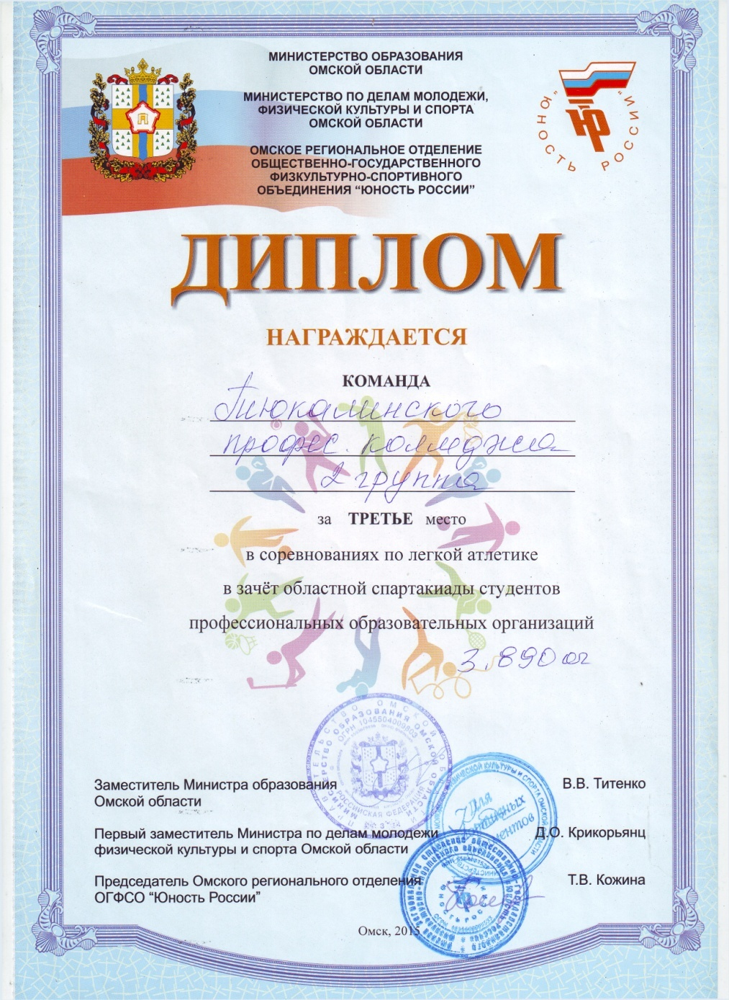 МИНИСТЕРСТВО ОБРАЗОВАНИЯ
ОМСКОЙ ОБЛАСТИ
МИНИСТЕРСТВО ПО ДЕЛАМ МОЛОДЕЖИ,
ФИЗИЧЕСКОЙ КУЛЬТУРЫ И СПОРТА
ОМСКОЙ ОБЛАСТИ
ОМСКОЕ РЕГИОНАЛЬНОЕ ОТДЕЛЕНИЕ
ОБЩЕСТВЕННО-ГОСУДАРСТВЕННОГО
ФИЗКУЛЬТУРНО-СПОРТИВНОГО
ОБЪЕДИНЕНИЯ “ЮНОСТЬ РОССИИ”
"ЮНОСТЬ РОССИИ"
ДИПЛОМ
НАГРАЖДАЕТСЯ
КОМАНДА
Тюкалинского
профес. колледжа
2 группа
за ТРЕТЬЕ место
в соревнованиях по легкой атлетике
в зачёт областной спартакиады студентов
профессиональных образовательных организаций
3.890 оч
Заместитель Министра образования
Омской области
В.В. Титенко
Первый заместитель Министра по делам молодежи
физической культуры и спорта Омской области
Д.О. Крикорьянц
Председатель Омского регионального отделения
ОГФСО “Юность России”
Т.В. Кожина
Омск, 2015